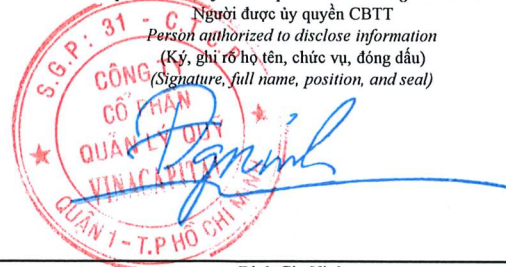 Người được ủy quyền CBTT
Person authorized to disclose information
(Ký, ghi rõ họ tên, chức vụ, đóng dấu)
(Signature, full name, position, and seal)
S.G.P: 31 - C.T.C.P
CÔNG TY
CỔ PHẦN
QUẢN LÝ QUỸ
VINACAPITAL
QUẬN 1 - T.P HỒ CHÍ MINH